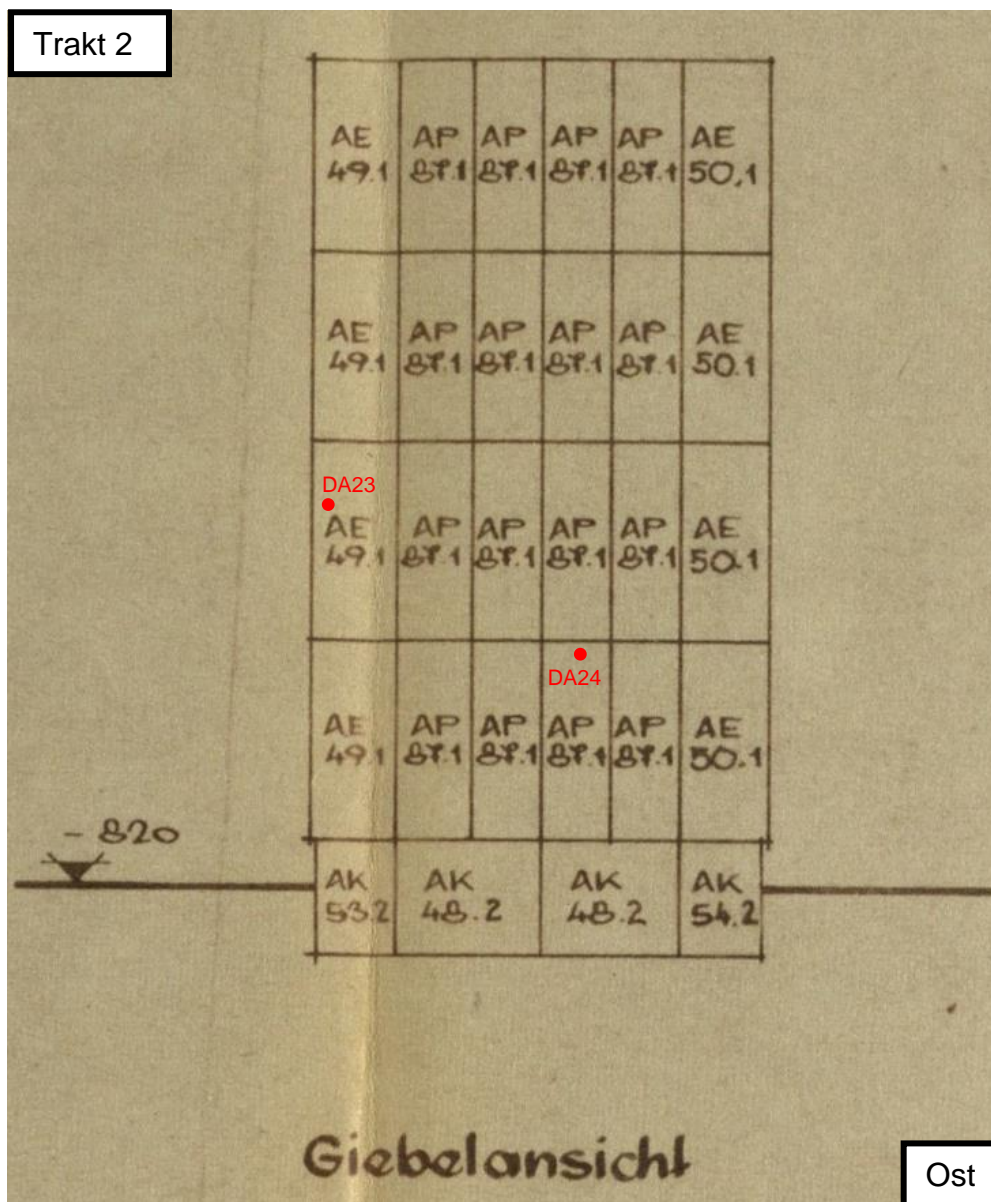 Trakt 2
AE AP AP AP AP AE
49.1 87.1 87.1 87.1 87.1 50.1
AE AP AP AP AP AE
49.1 87.1 87.1 87.1 87.1 50.1
DA23
AE AP AP AP AP AE
49.1 87.1 87.1 87.1 87.1 50.1
DA24
AE AP AP AP AP AE
49.1 87.1 87.1 87.1 87.1 50.1
- 820
AK AK AK AK
53.2 48.2 48.2 54.2
Giebelansicht
Ost